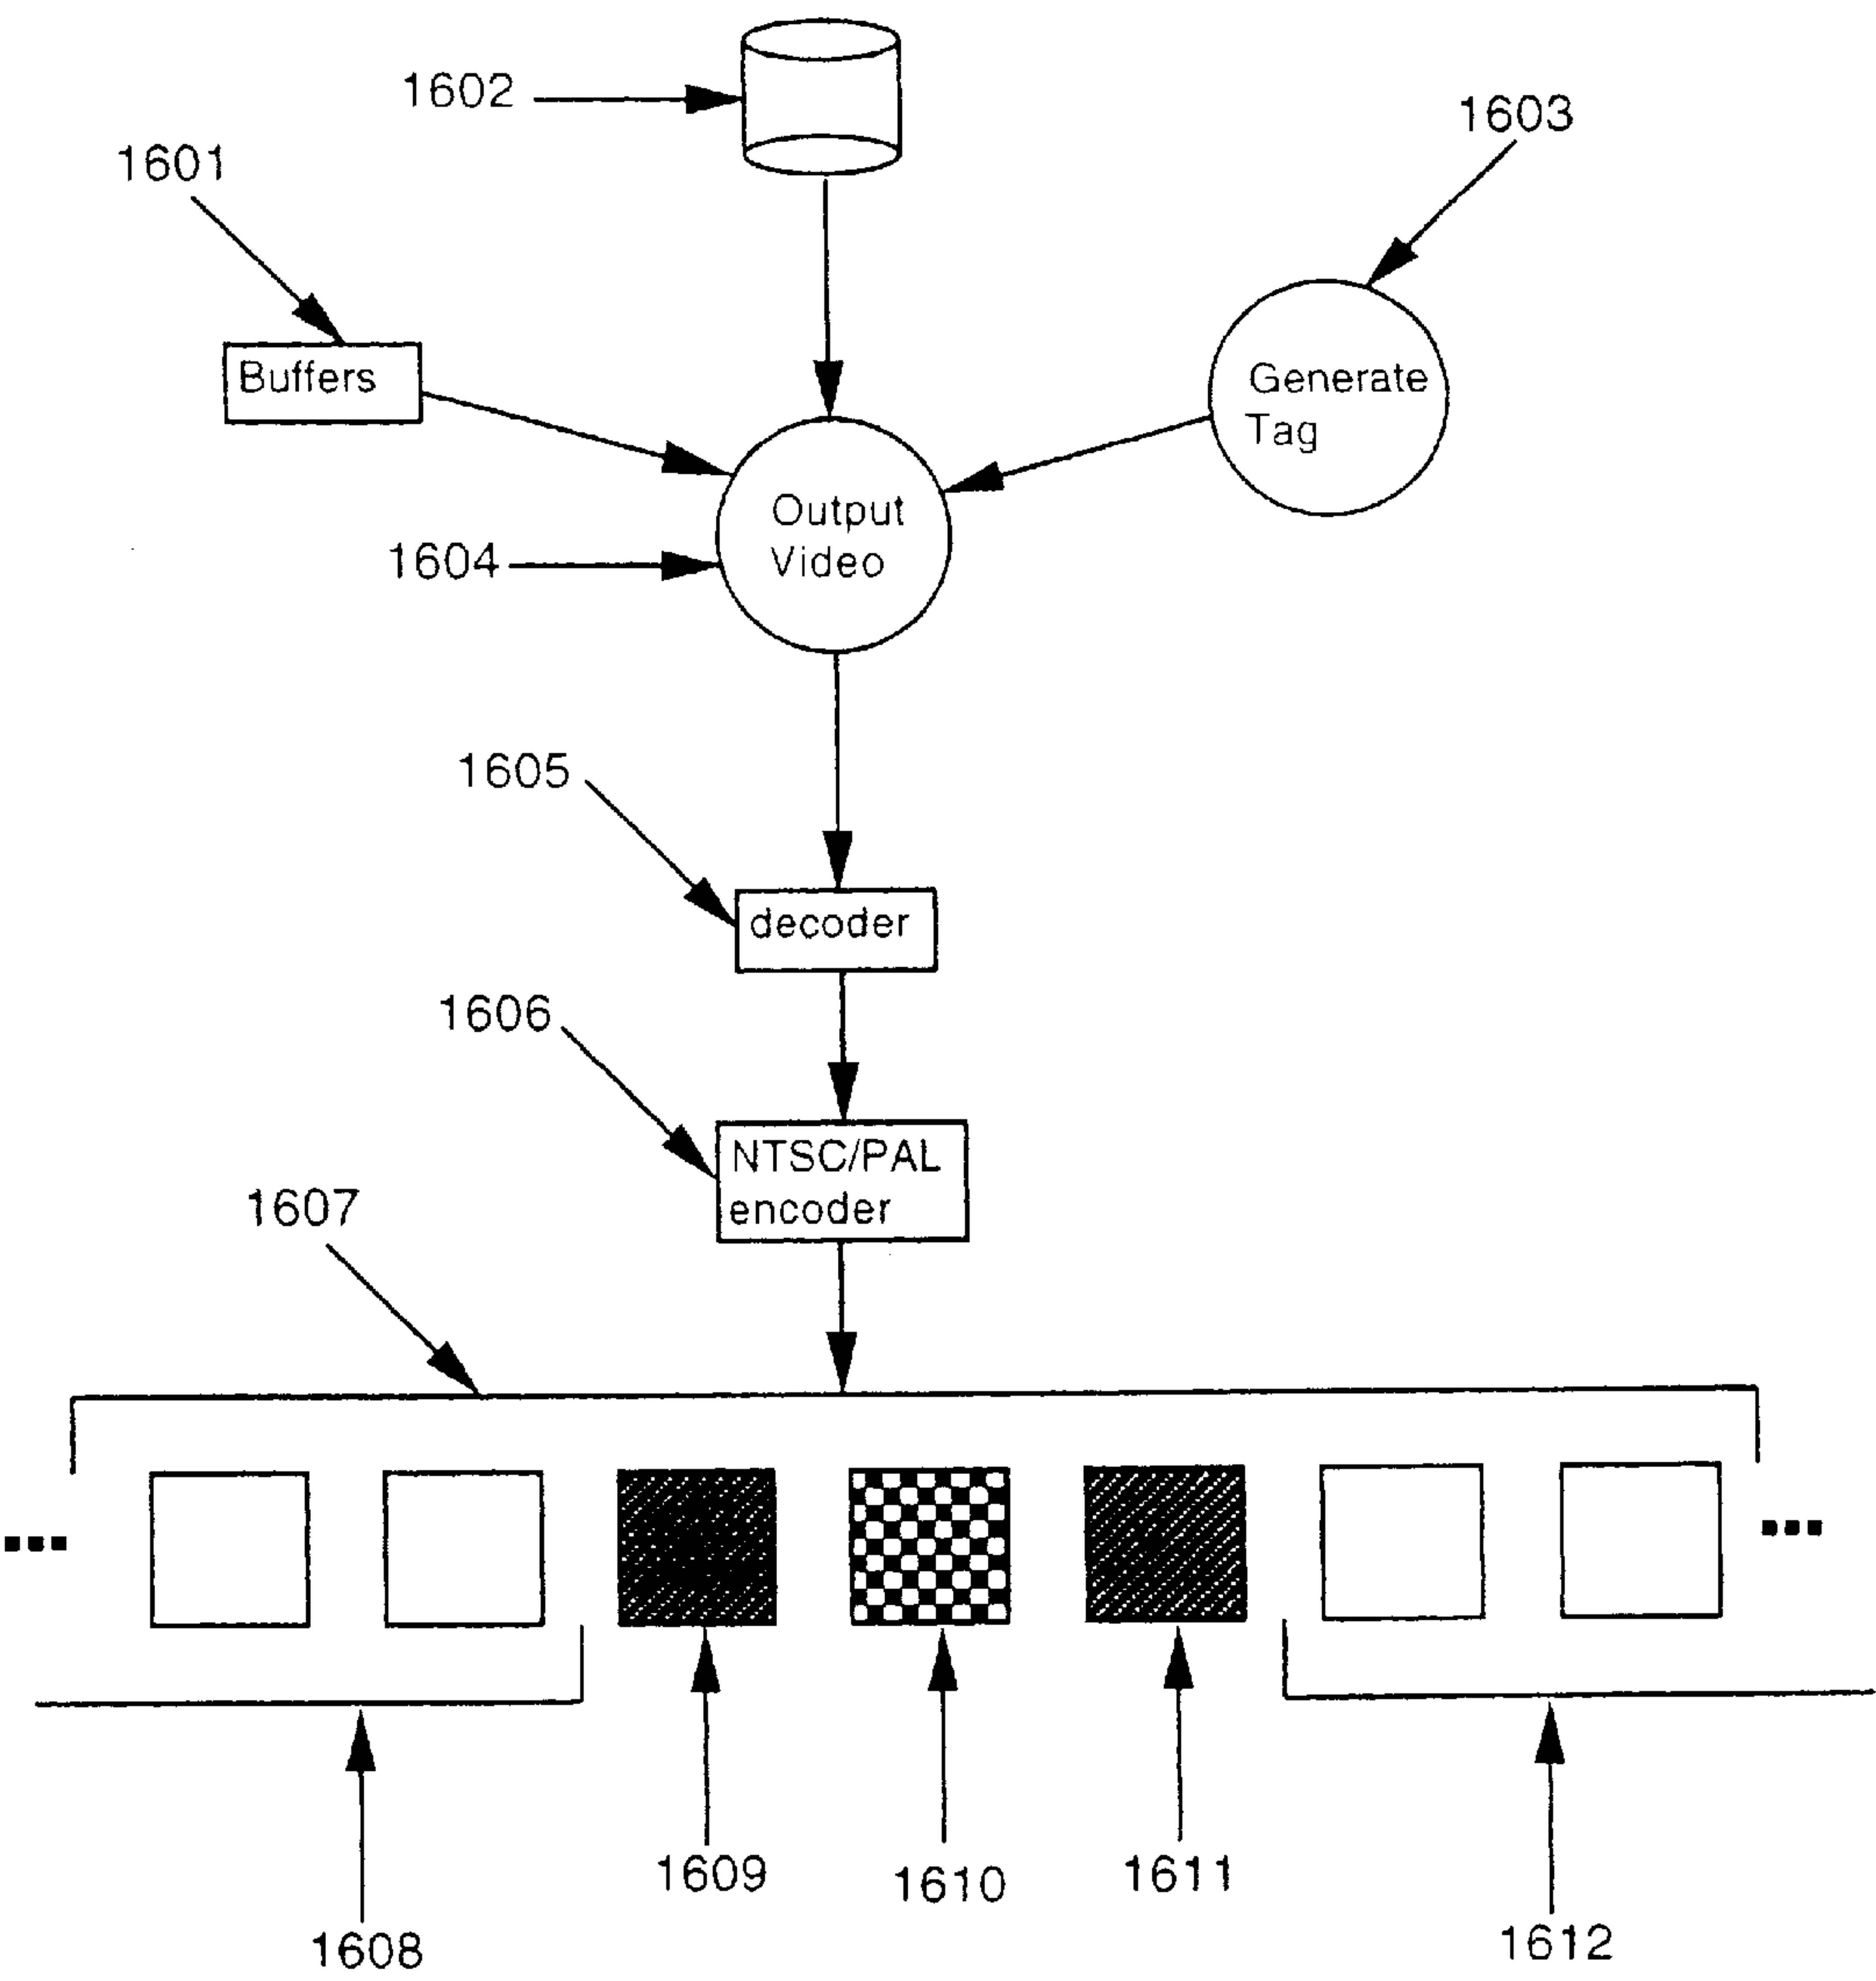 1602
1603
1601
Buffers
Generate
Tag
Output
Video
1604
1605
decoder
1606
NTSC/PAL
encoder
1607
1609
1610
1611
1608
1612